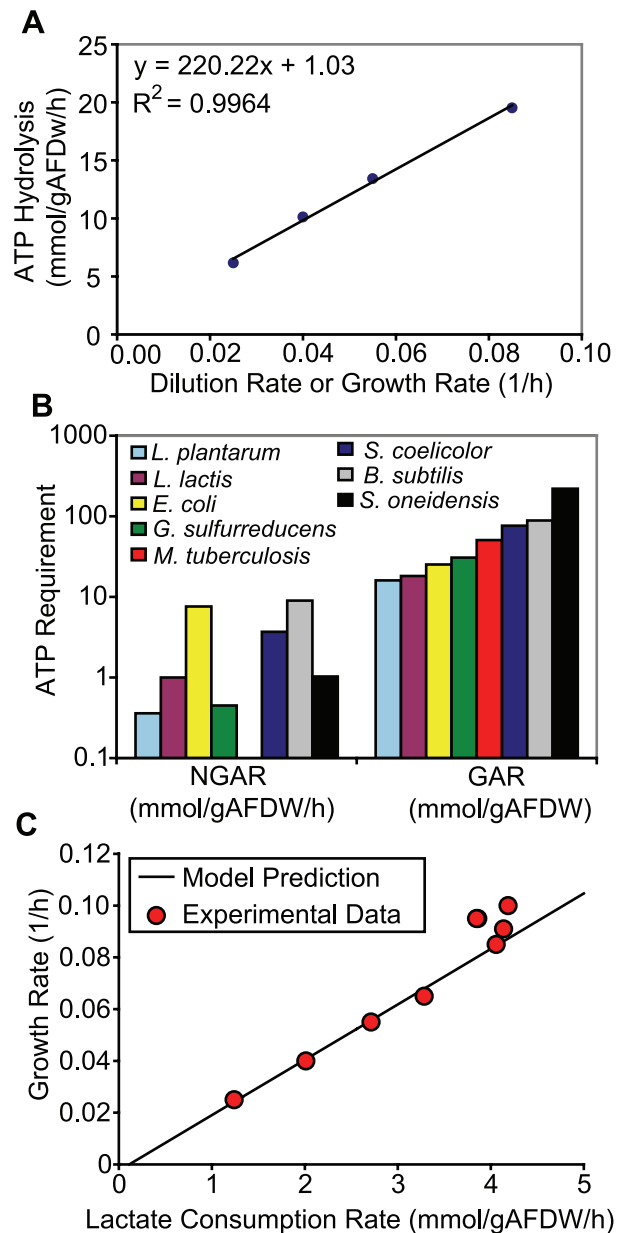 A
y = 220.22x + 1.03
R² = 0.9964
ATP Hydrolysis
(mmol/gAFDw/h)
25
20
15
10
5
0
0.00 0.02 0.04 0.06 0.08 0.10
Dilution Rate or Growth Rate (1/h)
B
ATP Requirement
1000
100
10
1
0.1
L. plantarum
L. lactis
E. coli
G. sulfurreducens
M. tuberculosis
S. coelicolor
B. subtilis
S. oneidensis
NGAR GAR
(mmol/gAFDW/h) (mmol/gAFDW)
C
Growth Rate (1/h)
0.12
0.10
0.08
0.06
0.04
0.02
0
Model Prediction
Experimental Data
0 1 2 3 4 5
Lactate Consumption Rate (mmol/gAFDW/h)